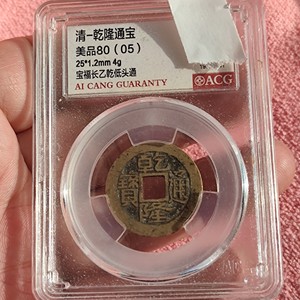 清-乾隆通宝
美品80(05)
25*1.2mm 4g
宝福长乙乾低头通
AI CANG GUARANTY
ACG
乾隆通寶